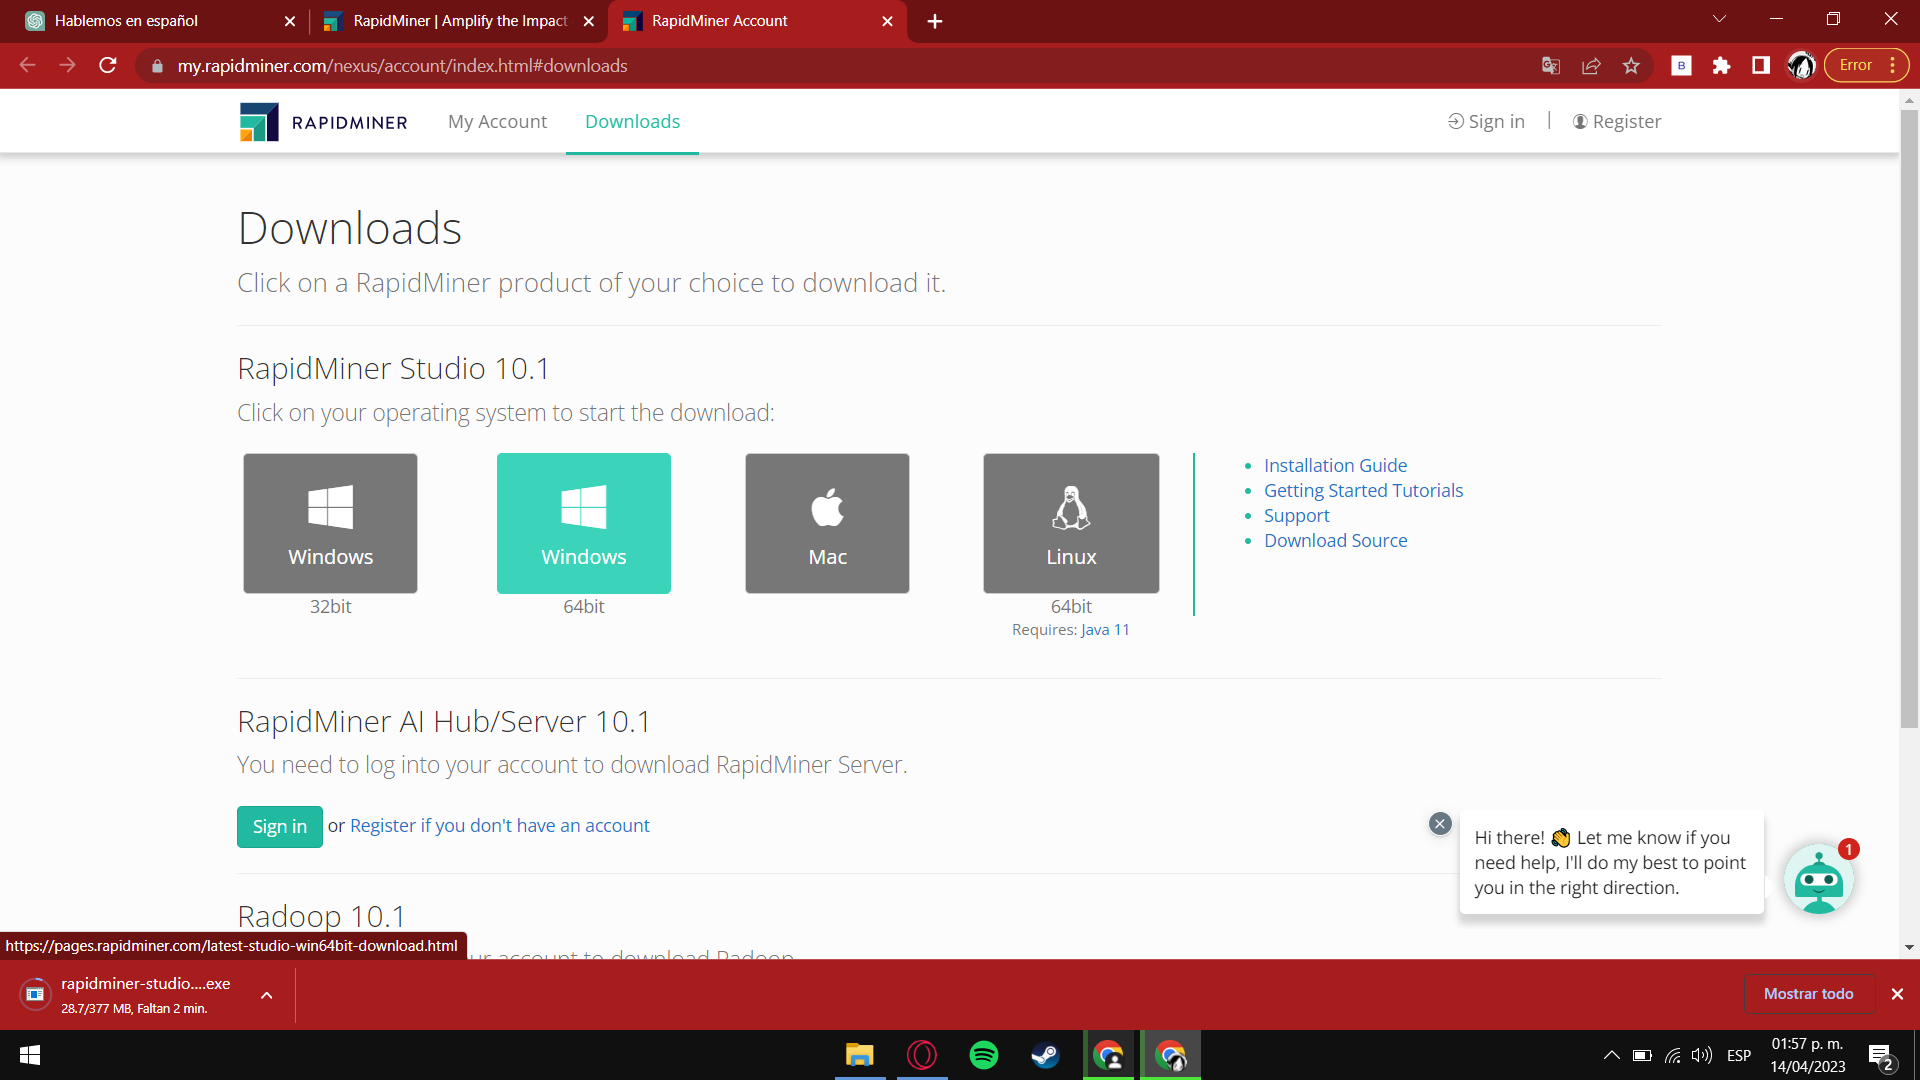 Hablemos en español
RapidMiner | Amplify the Impact
RapidMiner Account
my.rapidminer.com/nexus/account/index.html#downloads
B
Error
RAPIDMINER
My Account
Downloads
Sign in
|
Register
Downloads
Click on a RapidMiner product of your choice to download it.
RapidMiner Studio 10.1
Click on your operating system to start the download:
Windows
32bit
Windows
64bit
Mac
Linux
64bit
Requires: Java 11
Installation Guide
Getting Started Tutorials
Support
Download Source
RapidMiner AI Hub/Server 10.1
You need to log into your account to download RapidMiner Server.
Sign in or Register if you don't have an account
Hi there! 👋 Let me know if you
need help, I'll do my best to point
you in the right direction.
1
Radoop 10.1
account to download Radoop
https://pages.rapidminer.com/latest-studio-win64bit-download.html
rapidminer-studio....exe
28.7/377 MB, Faltan 2 min.
Mostrar todo
ESP
01:57 p. m.
14/04/2023
2